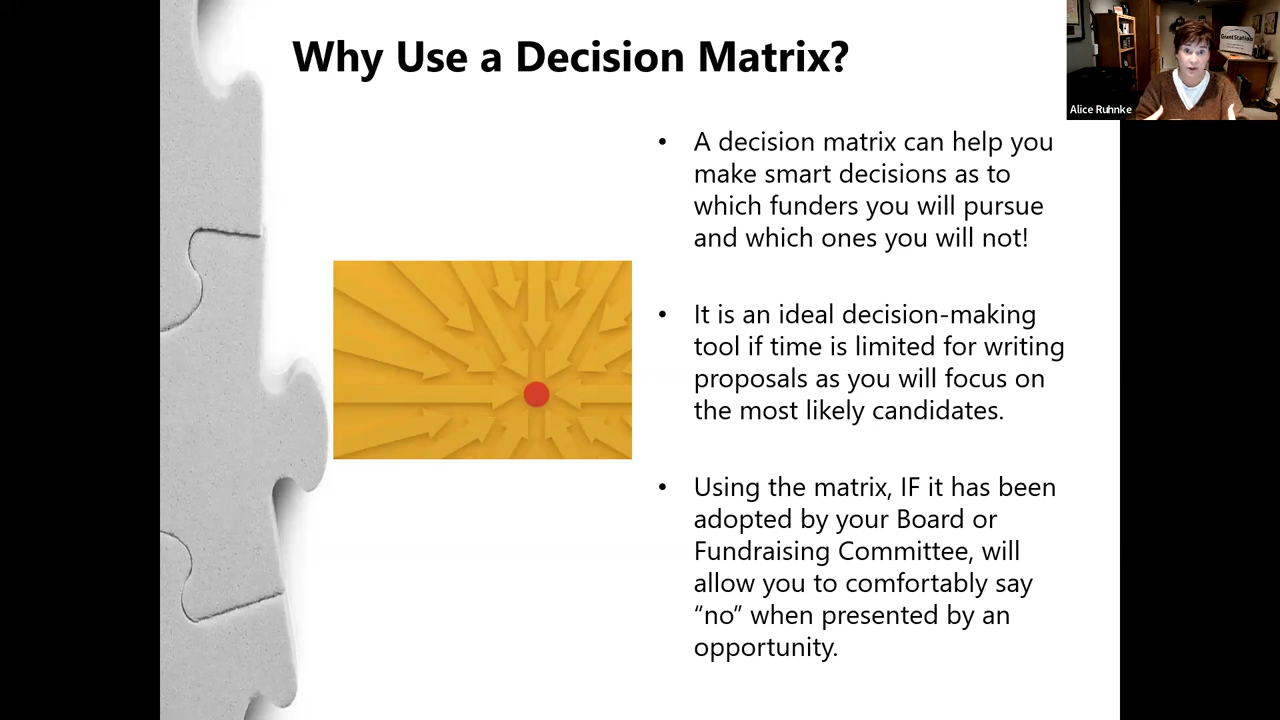 Why Use a Decision Matrix?
GrantStation
Alice Ruhnke
• A decision matrix can help you
make smart decisions as to
which funders you will pursue
and which ones you will not!
• It is an ideal decision-making
tool if time is limited for writing
proposals as you will focus on
the most likely candidates.
• Using the matrix, IF it has been
adopted by your Board or
Fundraising Committee, will
allow you to comfortably say
“no” when presented by an
opportunity.